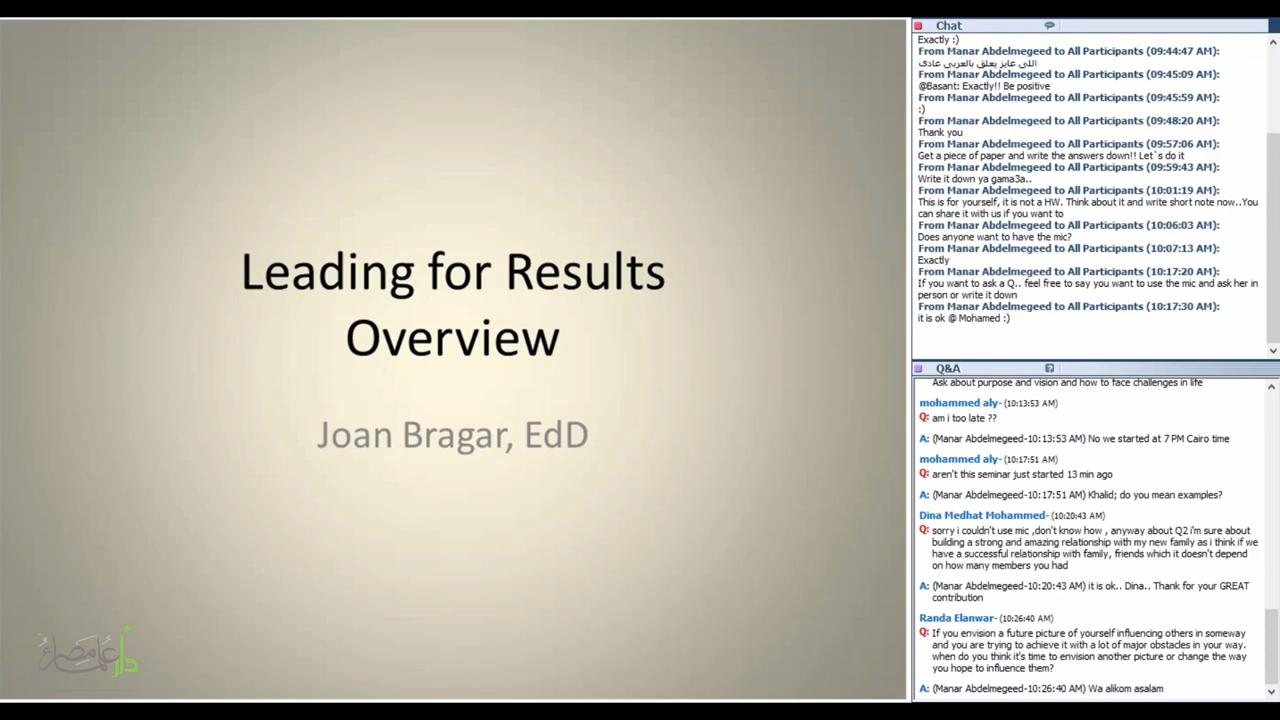 Leading for Results
Overview
Joan Bragar, EdD
Chat
Exactly :)
From Manar Abdelmegeed to All Participants (09:44:47 AM):
اللى عايز يعلق بالعربى عادى
From Manar Abdelmegeed to All Participants (09:45:09 AM):
@Basant: Exactly!! Be positive
From Manar Abdelmegeed to All Participants (09:45:59 AM):
:)
From Manar Abdelmegeed to All Participants (09:48:20 AM):
Thank you
From Manar Abdelmegeed to All Participants (09:57:06 AM):
Get a piece of paper and write the answers down!! Let`s do it
From Manar Abdelmegeed to All Participants (09:59:43 AM):
Write it down ya gama3a..
From Manar Abdelmegeed to All Participants (10:01:19 AM):
This is for yourself, it is not a HW. Think about it and write short note now..You
can share it with us if you want to
From Manar Abdelmegeed to All Participants (10:06:03 AM):
Does anyone want to have the mic?
From Manar Abdelmegeed to All Participants (10:07:13 AM):
Exactly
From Manar Abdelmegeed to All Participants (10:17:20 AM):
If you want to ask a Q.. feel free to say you want to use the mic and ask her in
person or write it down
From Manar Abdelmegeed to All Participants (10:17:30 AM):
it is ok @ Mohamed :)
Q&A
Ask about purpose and vision and how to face challenges in life
mohammed aly- (10:13:53 AM)
Q: am i too late ??
A: (Manar Abdelmegeed-10:13:53 AM) No we started at 7 PM Cairo time
mohammed aly- (10:17:51 AM)
Q: aren't this seminar just started 13 min ago
A: (Manar Abdelmegeed-10:17:51 AM) Khalid; do you mean examples?
Dina Medhat Mohammed- (10:20:43 AM)
Q: sorry i couldn't use mic ,don't know how , anyway about Q2 i'm sure about
building a strong and amazing relationship with my new family as i think if we
have a successful relationship with family, friends which it doesn't depend
on how many members you had
A: (Manar Abdelmegeed-10:20:43 AM) it is ok.. Dina.. Thank for your GREAT
contribution
Randa Elanwar- (10:26:40 AM)
Q: If you envision a future picture of yourself influencing others in someway
and you are trying to achieve it with a lot of major obstacles in your way.
when do you think it's time to envision another picture or change the way
you hope to influence them?
A: (Manar Abdelmegeed-10:26:40 AM) Wa alikom asalam